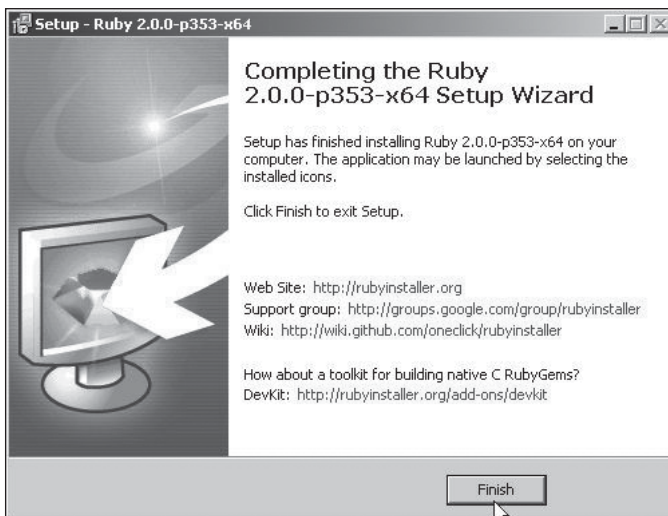 Setup - Ruby 2.0.0-p353-x64
Completing the Ruby
2.0.0-p353-x64 Setup Wizard
Setup has finished installing Ruby 2.0.0-p353-x64 on your
computer. The application may be launched by selecting the
installed icons.
Click Finish to exit Setup.
Web Site: http://rubyinstaller.org
Support group: http://groups.google.com/group/rubyinstaller
Wiki: http://wiki.github.com/oneclick/rubyinstaller
How about a toolkit for building native C RubyGems?
DevKit: http://rubyinstaller.org/add-ons/devkit
Finish